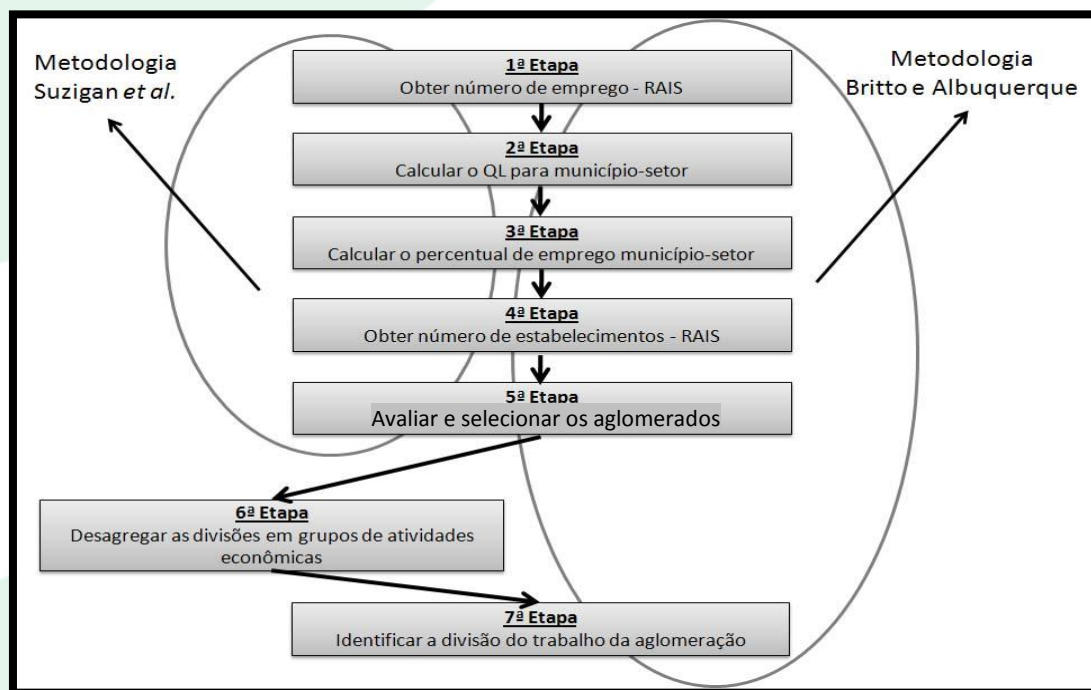 Metodologia
Suzigan et al.
Metodologia
Britto e Albuquerque
1ª Etapa
Obter número de emprego - RAIS
2ª Etapa
Calcular o QL para município-setor
3ª Etapa
Calcular o percentual de emprego município-setor
4ª Etapa
Obter número de estabelecimentos - RAIS
5ª Etapa
Avaliar e selecionar os aglomerados
6ª Etapa
Desagregar as divisões em grupos de atividades
econômicas
7ª Etapa
Identificar a divisão do trabalho da aglomeração